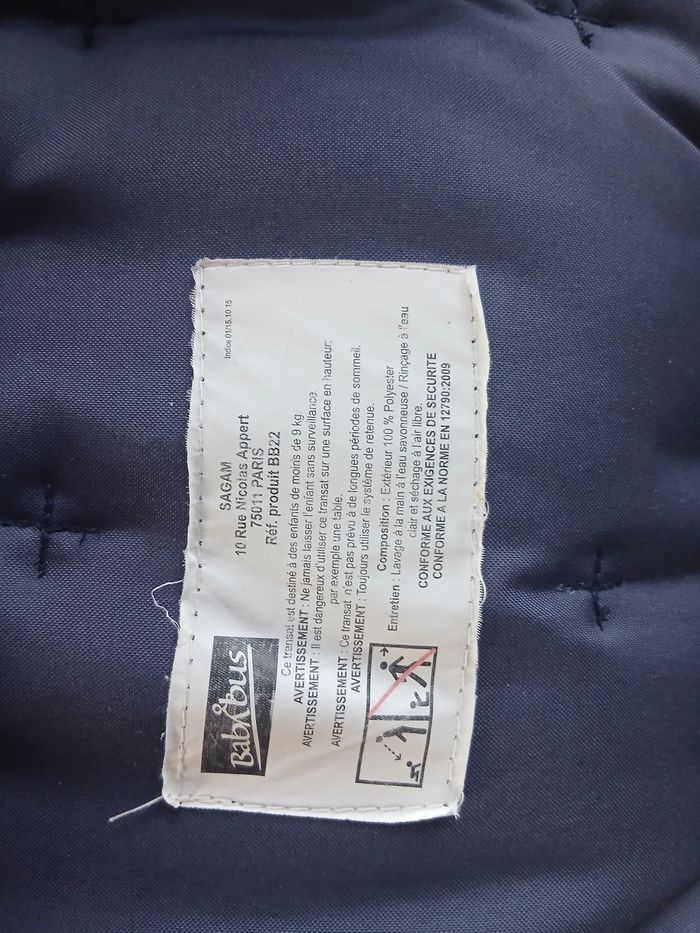 Babybus
SAGAM
10 Rue Nicolas Appert
75011 PARIS
Réf. produit BB22
Indice 01/15.10.15
Ce transat est destiné à des enfants de moins de 9 kg
AVERTISSEMENT : Ne jamais laisser l'enfant sans surveillance.
AVERTISSEMENT : Il est dangereux d'utiliser ce transat sur une surface en hauteur:
par exemple une table.
AVERTISSEMENT : Ce transat n'est pas prévu à de longues périodes de sommeil.
AVERTISSEMENT : Toujours utiliser le système de retenue.
Composition : Extérieur 100 % Polyester
Entretien : Lavage à la main à l'eau savonneuse / Rinçage à l'eau
clair et séchage à l'air libre.
CONFORME AUX EXIGENCES DE SECURITE
CONFORME A LA NORME EN 12790:2009